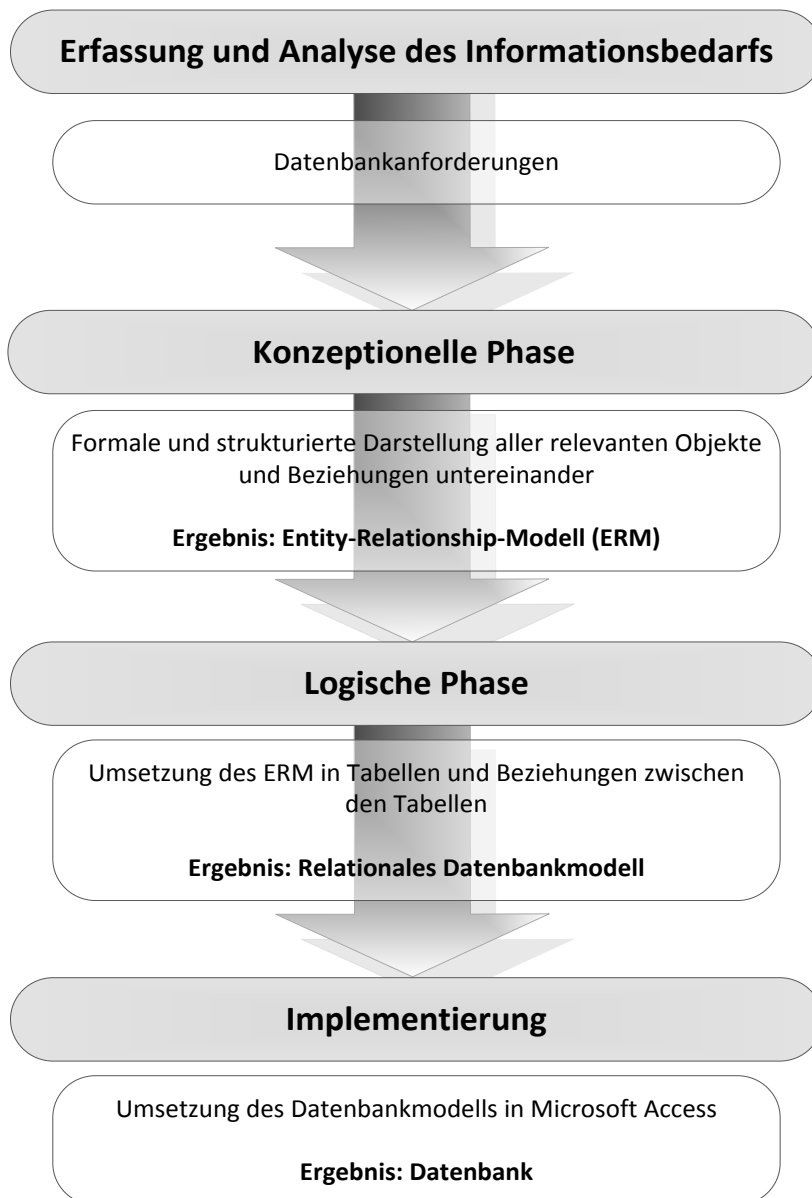 Erfassung und Analyse des Informationsbedarfs
Datenbankanforderungen
Konzeptionelle Phase
Formale und strukturierte Darstellung aller relevanten Objekte
und Beziehungen untereinander
Ergebnis: Entity-Relationship-Modell (ERM)
Logische Phase
Umsetzung des ERM in Tabellen und Beziehungen zwischen
den Tabellen
Ergebnis: Relationales Datenbankmodell
Implementierung
Umsetzung des Datenbankmodells in Microsoft Access
Ergebnis: Datenbank